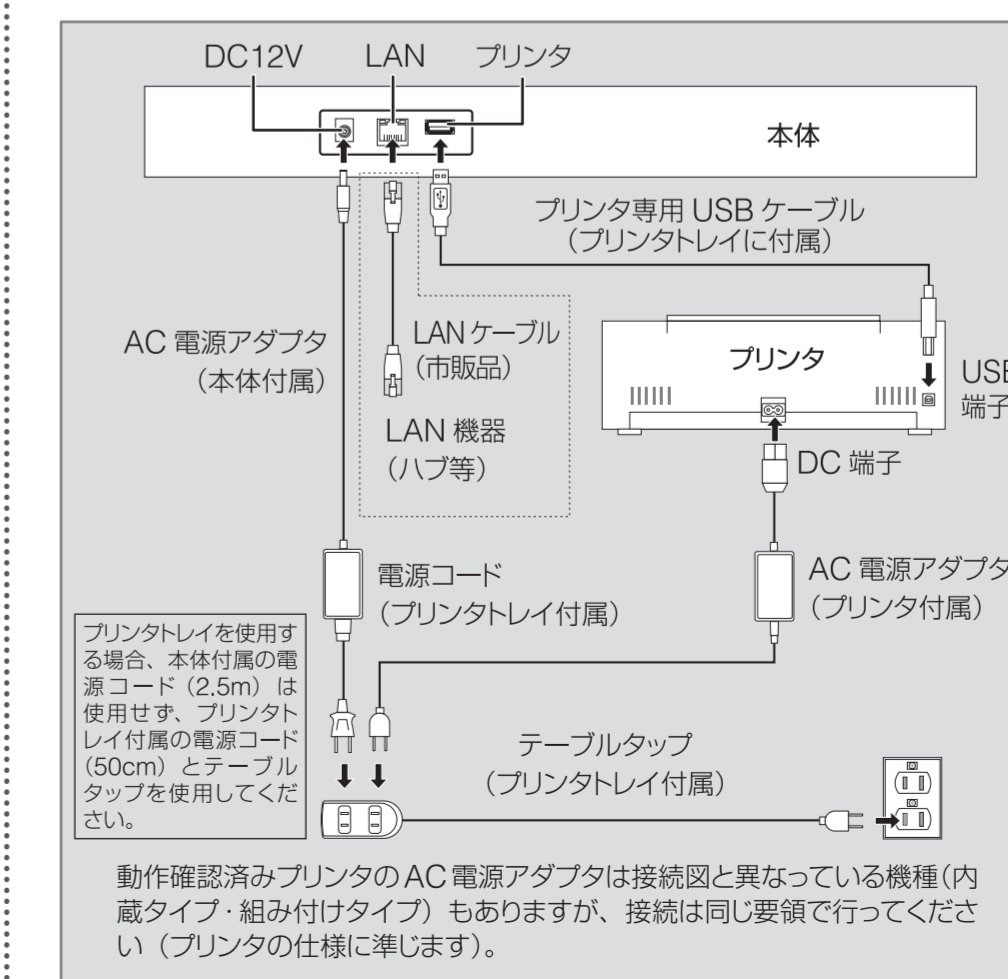 DC12V
LAN
プリンタ
本体
プリンタ専用 USB ケーブル
（プリンタトレイに付属）
AC 電源アダプタ
（本体付属）
LAN ケーブル
（市販品）
LAN 機器
（ハブ等）
プリンタ
USB
端子
DC 端子
電源コード
（プリンタトレイ付属）
AC 電源アダプタ
（プリンタ付属）
プリンタトレイを使用す
る場合、本体付属の電
源コード（2.5m）は
使用せず、プリンタト
レイ付属の電源コード
（50cm）とテーブル
タップを使用してくだ
さい。
テーブルタップ
（プリンタトレイ付属）
動作確認済みプリンタの AC 電源アダプタは接続図と異なっている機種（内
蔵タイプ・組み付けタイプ）もありますが、接続は同じ要領で行ってくださ
い（プリンタの仕様に準じます）。